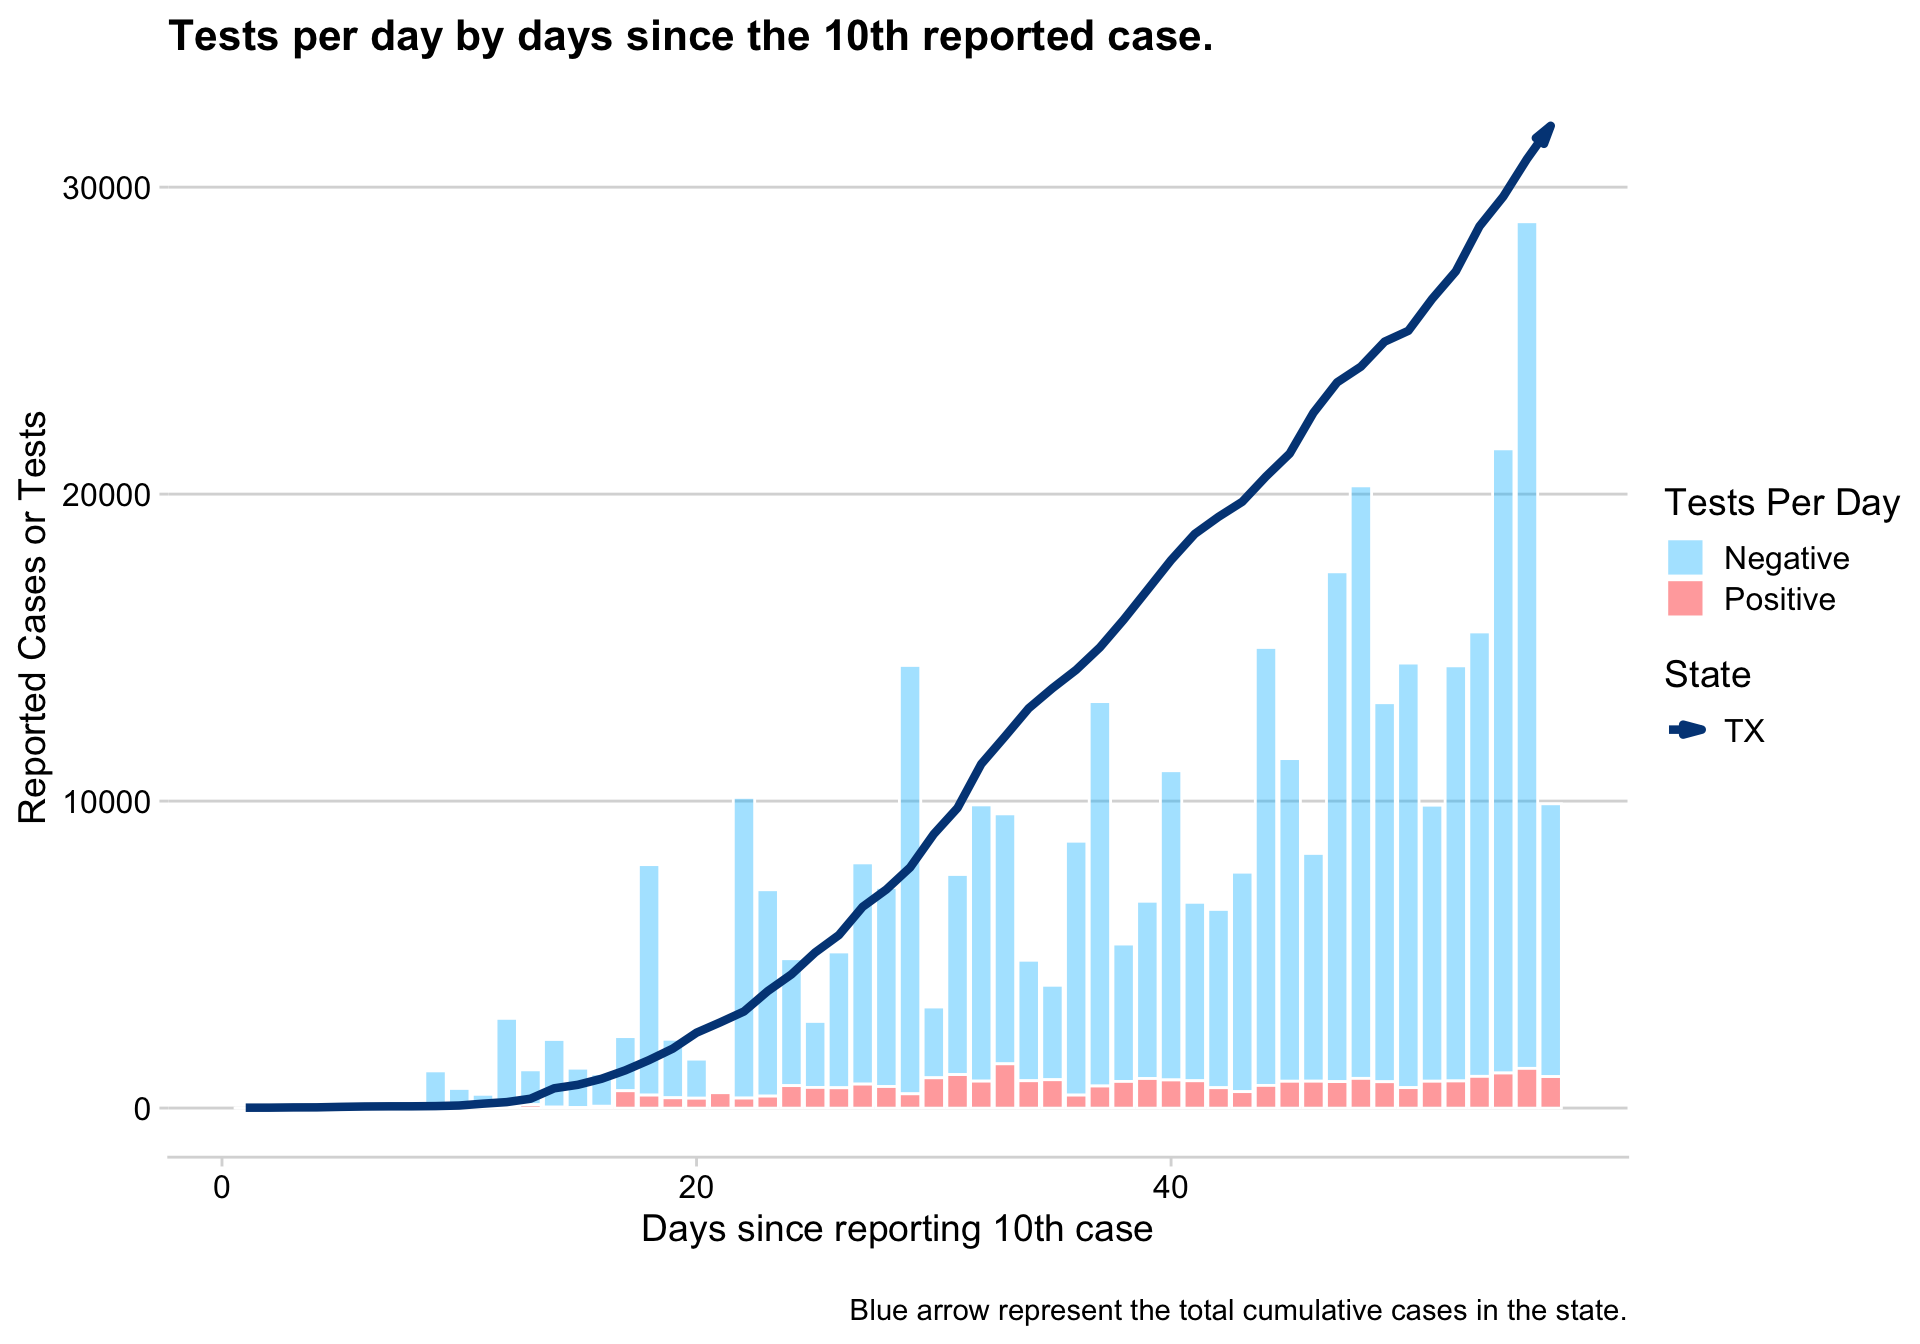 Tests per day by days since the 10th reported case.
30000
20000
10000
0
Reported Cases or Tests
0 20 40
Days since reporting 10th case
Tests Per Day
Negative
Positive
State
TX
Blue arrow represent the total cumulative cases in the state.